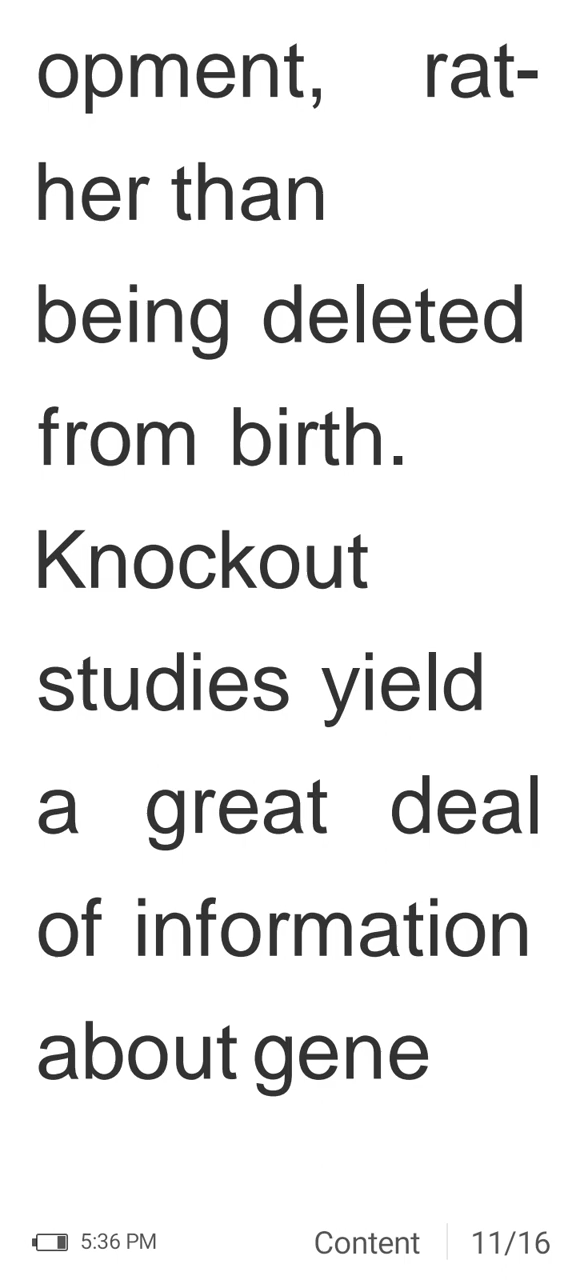 opment, rat-
her than
being deleted
from birth.
Knockout
studies yield
a great deal
of information
about gene
5:36 PM Content 11/16